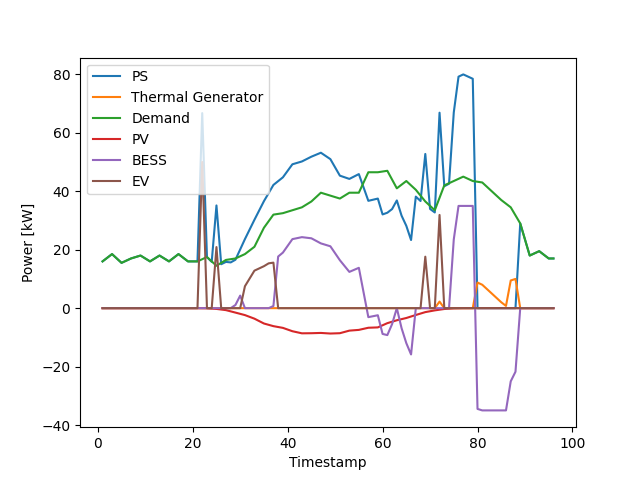 PS
Thermal Generator
Demand
PV
BESS
EV
Power [kW]
80
60
40
20
0
−20
−40
0 20 40 60 80 100
Timestamp